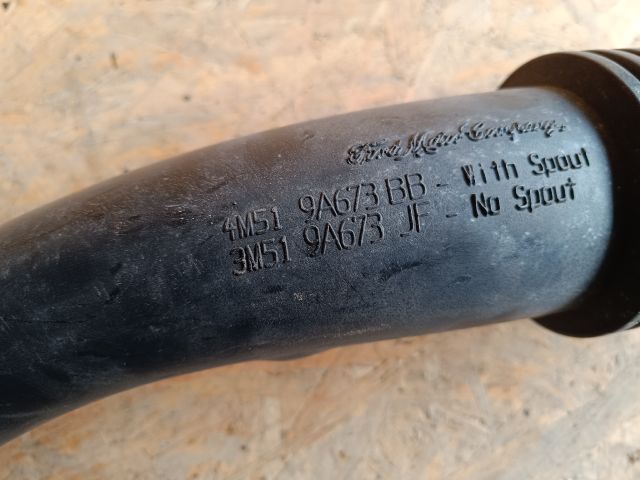 Ford Motor Company.
4M51 9A673 BB - With Spout
3M51 9A673 JF - No Spout